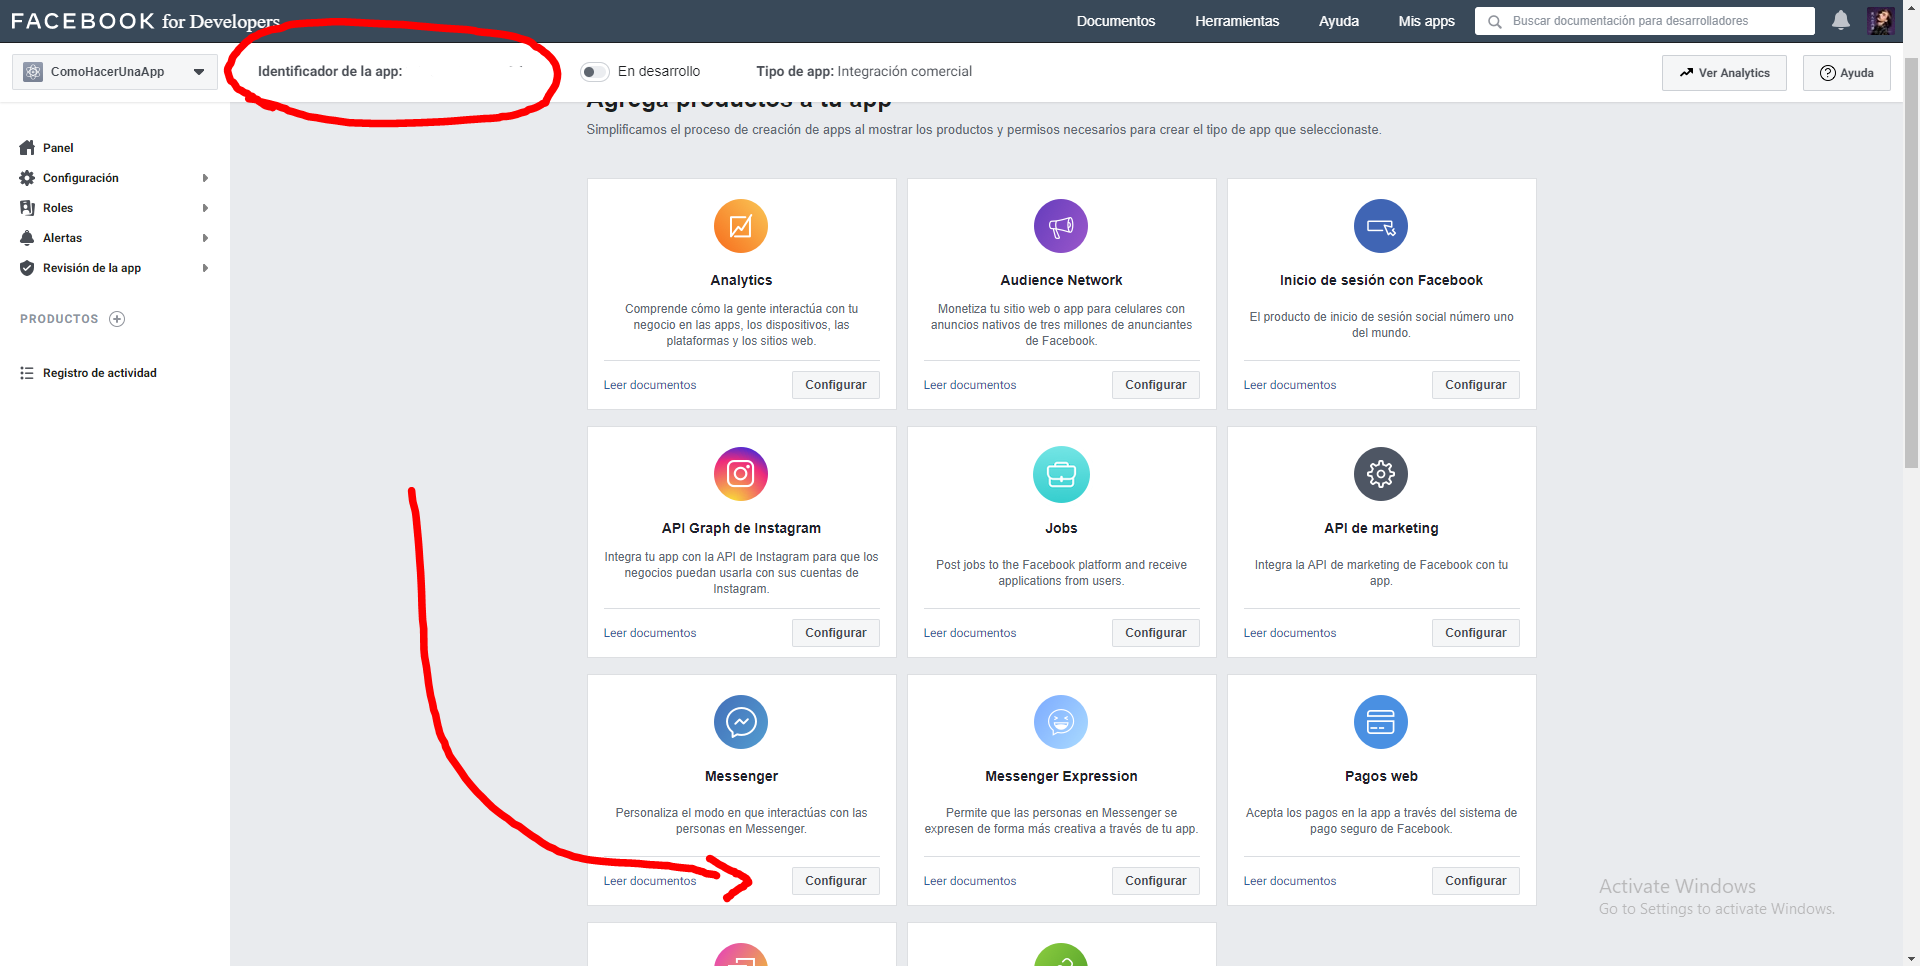 FACEBOOK for Developers
Documentos Herramientas Ayuda Mis apps Buscar documentación para desarrolladores
ComoHacerUnaApp Identificador de la app: En desarrollo Tipo de app: Integración comercial Ver Analytics Ayuda
Agrega productos a tu app
Simplificamos el proceso de creación de apps al mostrar los productos y permisos necesarios para crear el tipo de app que seleccionaste.
Panel
Configuración
Roles
Alertas
Revisión de la app
PRODUCTOS
Registro de actividad
Analytics
Comprende cómo la gente interactúa con tu
negocio en las apps, los dispositivos, las
plataformas y los sitios web.
Leer documentos Configurar
Audience Network
Monetiza tu sitio web o app para celulares con
anuncios nativos de tres millones de anunciantes
de Facebook.
Leer documentos Configurar
Inicio de sesión con Facebook
El producto de inicio de sesión social número uno
del mundo.
Leer documentos Configurar
API Graph de Instagram
Integra tu app con la API de Instagram para que los
negocios puedan usarla con sus cuentas de
Instagram.
Leer documentos Configurar
Jobs
Post jobs to the Facebook platform and receive
applications from users.
Leer documentos Configurar
API de marketing
Integra la API de marketing de Facebook con tu
app.
Leer documentos Configurar
Messenger
Personaliza el modo en que interactúas con las
personas en Messenger.
Leer documentos Configurar
Messenger Expression
Permite que las personas en Messenger se
expresen de forma más creativa a través de tu app.
Leer documentos Configurar
Pagos web
Acepta los pagos en la app a través del sistema de
pago seguro de Facebook.
Leer documentos Configurar
Activate Windows
Go to Settings to activate Windows.